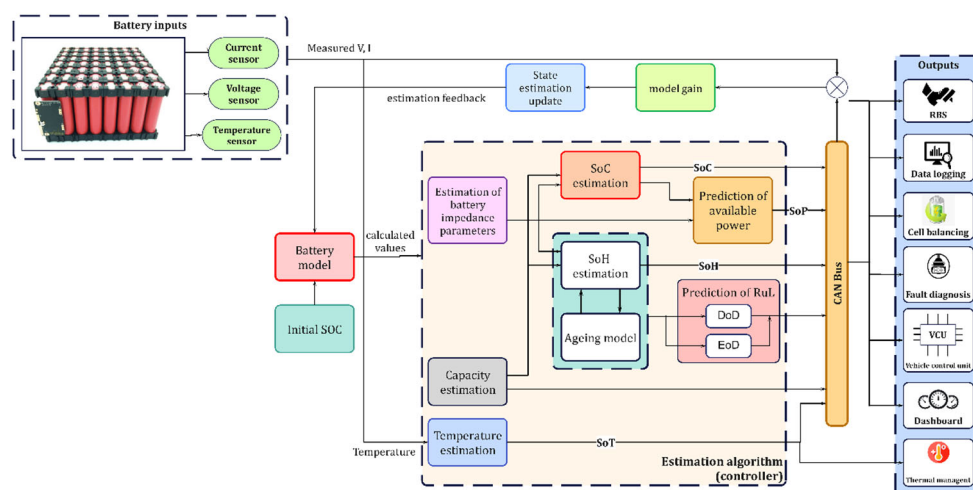 Battery inputs
Current
sensor
Voltage
sensor
Temperature
sensor
Measured V, I
estimation feedback
State
estimation
update
model gain
Outputs
RBS
Data logging
Cell balancing
Fault diagnosis
VCU
Vehicle control unit
Dashboard
Thermal managent
Battery
model
Initial SOC
calculated
values
Temperature
Estimation of
battery
impedance
parameters
SoC
estimation
SoC
Prediction of
available
power
SoP
SoH
estimation
SoH
Ageing model
Prediction of RuL
DoD
EoD
Capacity
estimation
Temperature
estimation
SoT
Estimation algorithm
(controller)
CAN Bus